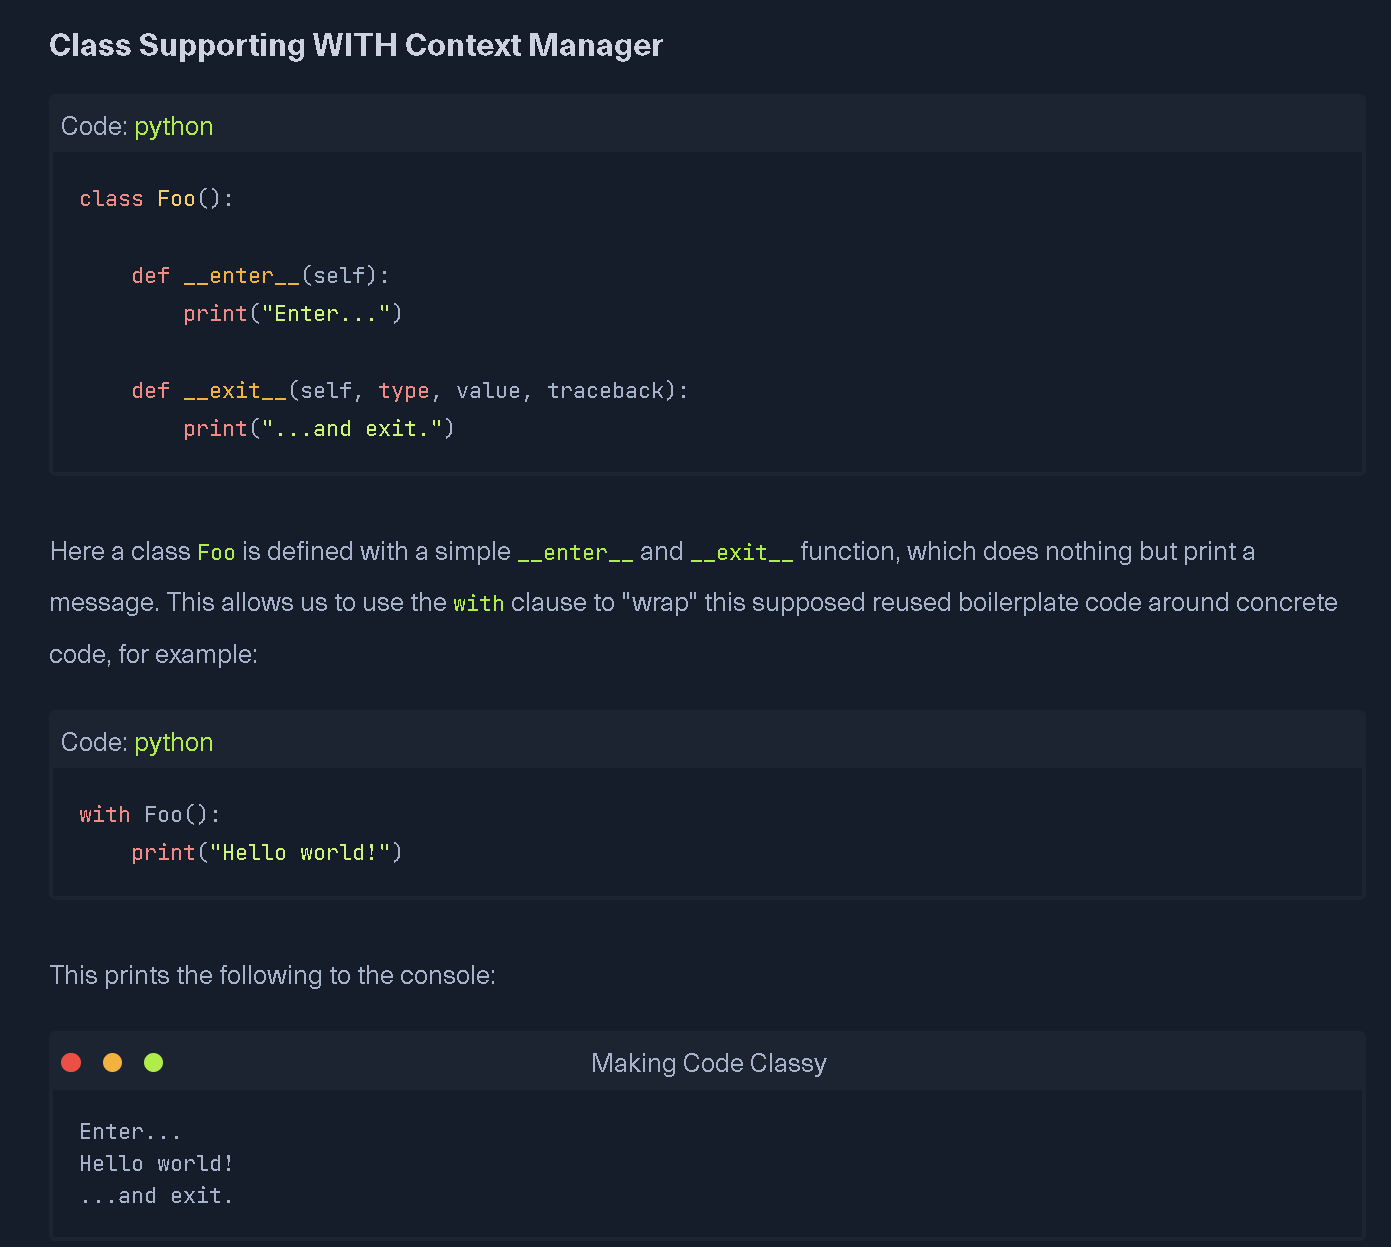 Class Supporting WITH Context Manager
Code: python
class Foo():
    def __enter__(self):
        print("Enter...")
    def __exit__(self, type, value, traceback):
        print("...and exit.")
Here a class Foo is defined with a simple __enter__ and __exit__ function, which does nothing but print a
message. This allows us to use the with clause to "wrap" this supposed reused boilerplate code around concrete
code, for example:
Code: python
with Foo():
    print("Hello world!")
This prints the following to the console:
Making Code Classy
Enter...
Hello world!
...and exit.